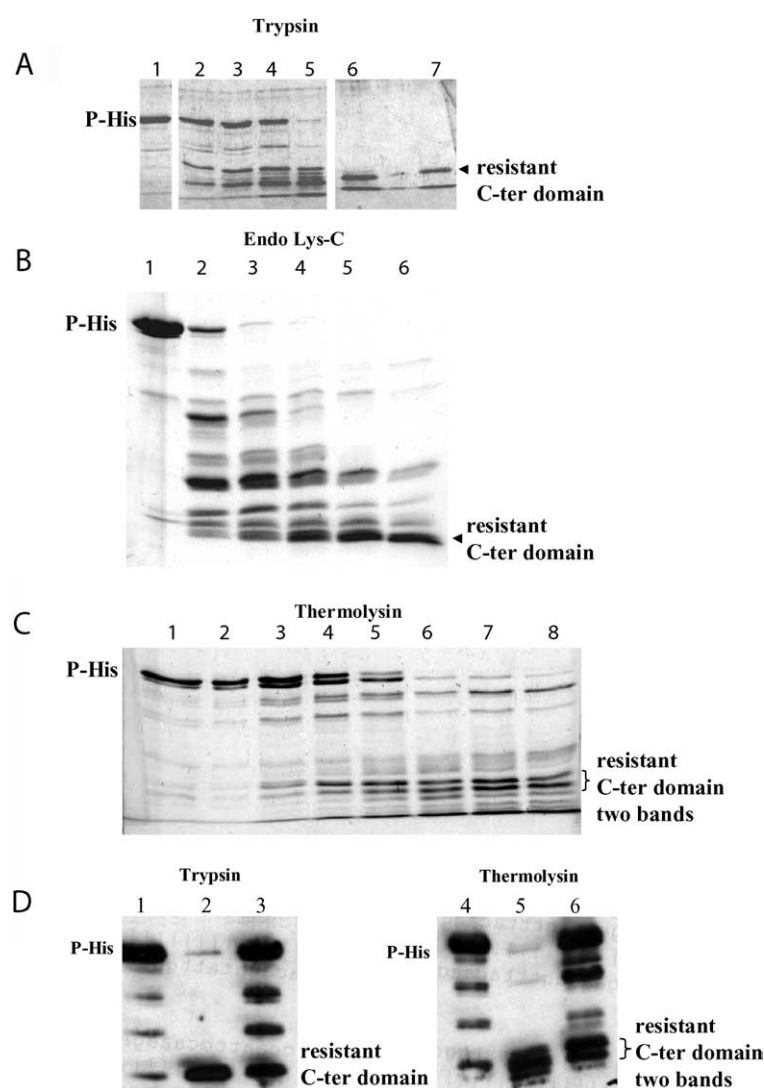 Trypsin
A
1 2 3 4 5 6 7
P-His
resistant
C-ter domain
Endo Lys-C
B
1 2 3 4 5 6
P-His
resistant
C-ter domain
Thermolysin
C
1 2 3 4 5 6 7 8
P-His
resistant
C-ter domain
two bands
D
Trypsin
1 2 3
P-His
resistant
C-ter domain
Thermolysin
4 5 6
P-His
resistant
C-ter domain
two bands